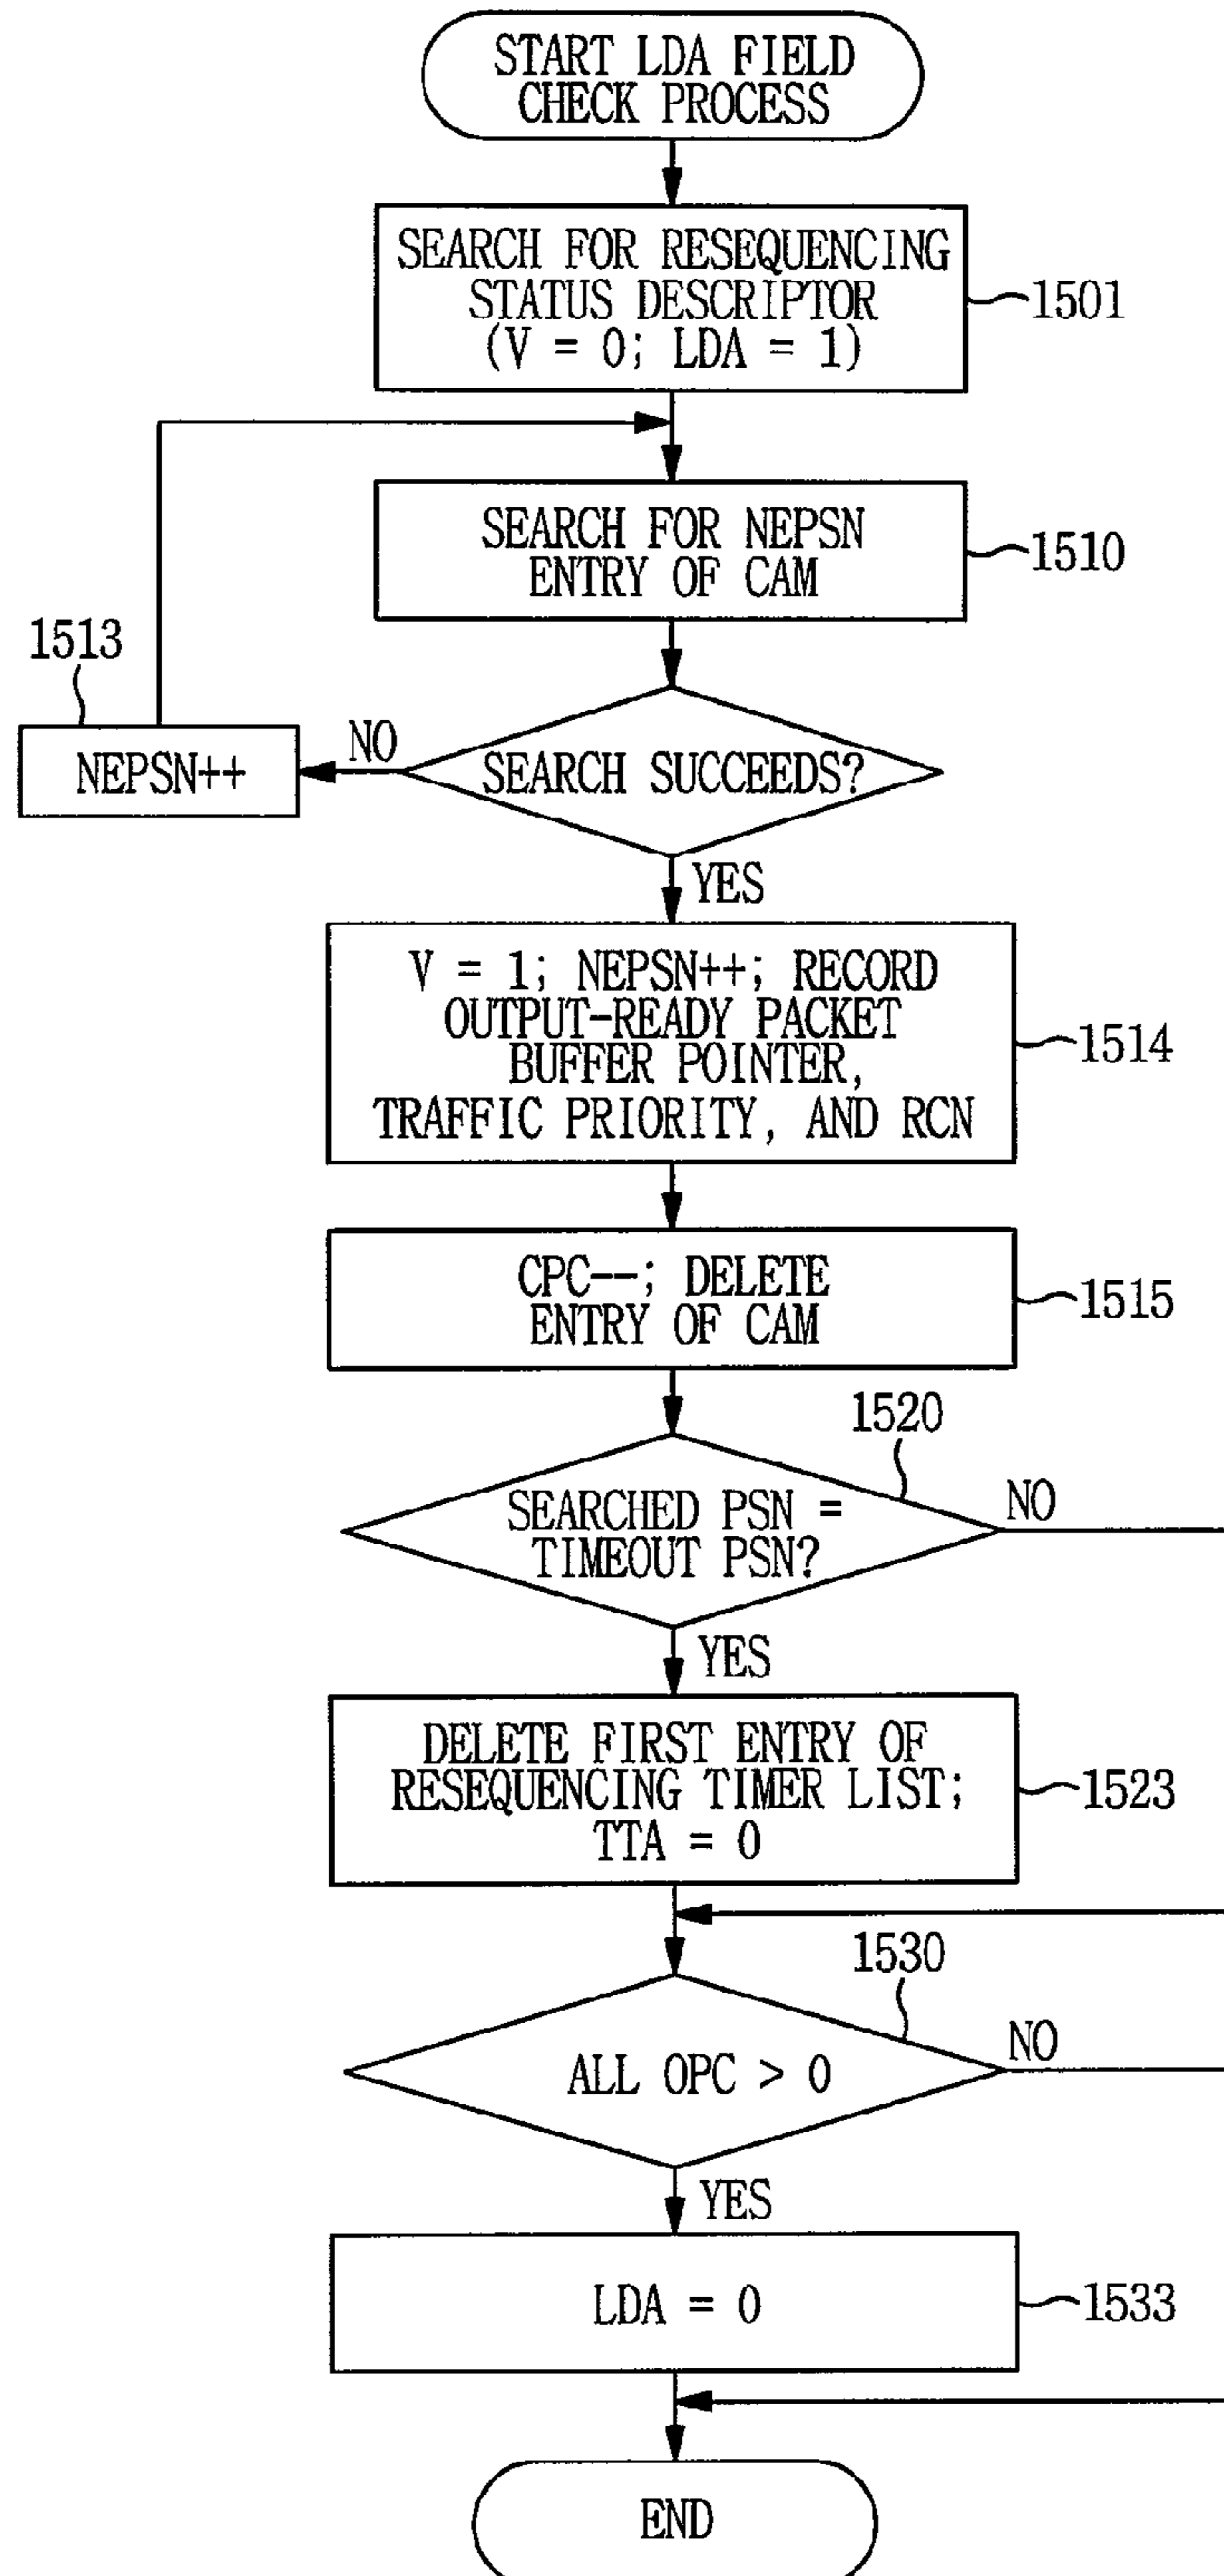 START LDA FIELD
CHECK PROCESS
SEARCH FOR RESEQUENCING
STATUS DESCRIPTOR
(V = 0; LDA = 1)
1501
SEARCH FOR NEPSN
ENTRY OF CAM
1510
1513
NEPSN++
NO
SEARCH SUCCEEDS?
YES
V = 1; NEPSN++; RECORD
OUTPUT-READY PACKET
BUFFER POINTER,
TRAFFIC PRIORITY, AND RCN
1514
CPC--; DELETE
ENTRY OF CAM
1515
1520
SEARCHED PSN =
TIMEOUT PSN?
NO
YES
DELETE FIRST ENTRY OF
RESEQUENCING TIMER LIST;
TTA = 0
1523
1530
ALL OPC > 0
NO
YES
LDA = 0
1533
END